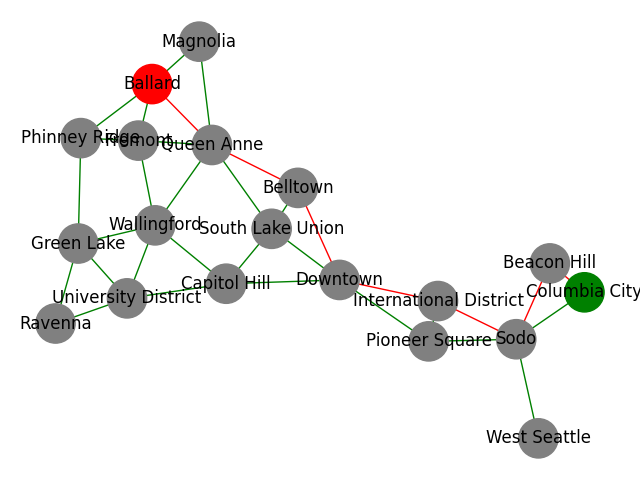 Magnolia
Ballard
Phinney Ridge
Fremont
Queen Anne
Belltown
Wallingford
South Lake Union
Green Lake
Beacon Hill
Downtown
Capitol Hill
Columbia City
University District
International District
Ravenna
Pioneer Square
Sodo
West Seattle